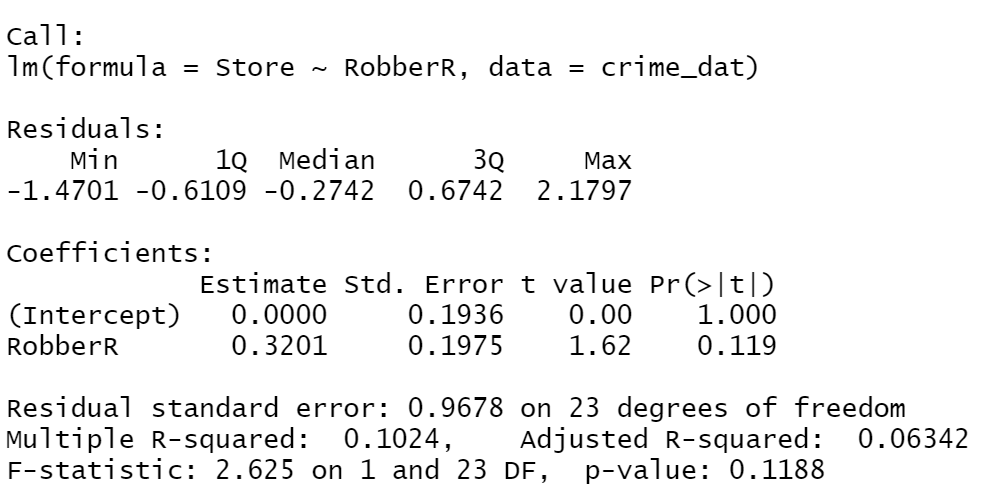 Call:
lm(formula = Store ~ RobberR, data = crime_dat)
Residuals:
Min 1Q Median 3Q Max
-1.4701 -0.6109 -0.2742 0.6742 2.1797
Coefficients:
Estimate Std. Error t value Pr(>|t|)
(Intercept) 0.0000 0.1936 0.00 1.000
RobberR 0.3201 0.1975 1.62 0.119
Residual standard error: 0.9678 on 23 degrees of freedom
Multiple R-squared: 0.1024, Adjusted R-squared: 0.06342
F-statistic: 2.625 on 1 and 23 DF, p-value: 0.1188